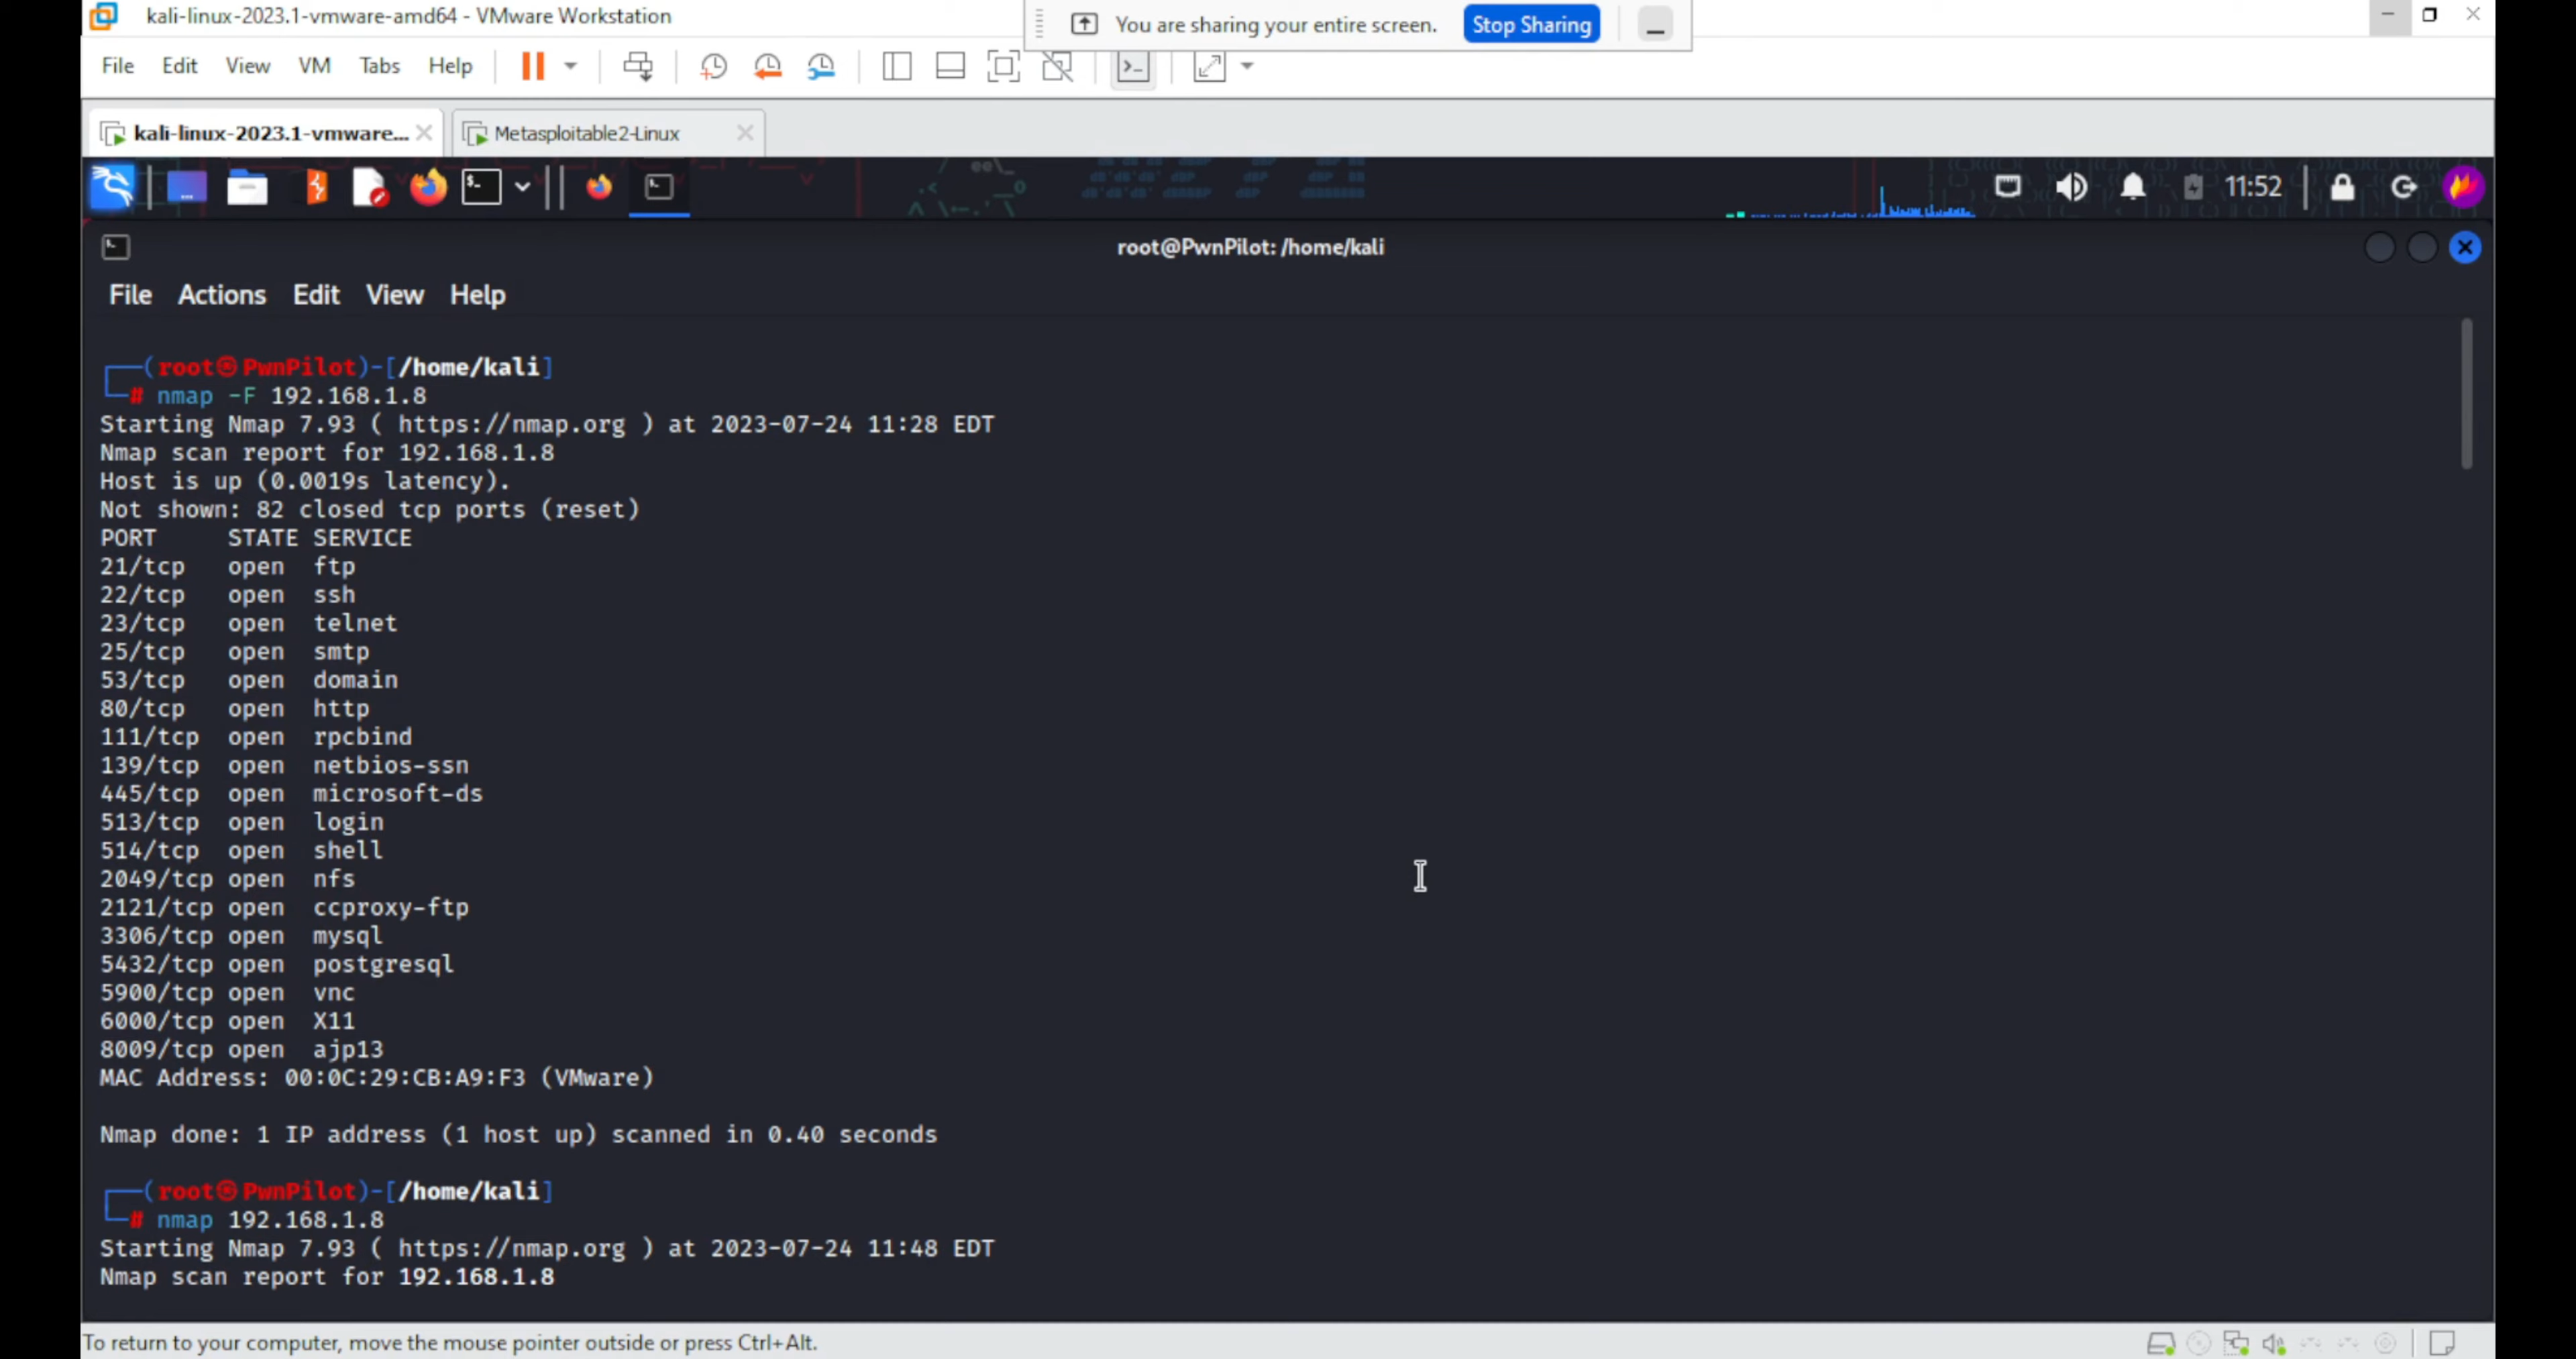 kali-linux-2023.1-vmware-amd64 - VMware Workstation
You are sharing your entire screen. Stop Sharing
File Edit View VM Tabs Help
kali-linux-2023.1-vmware... Metasploitable2-Linux
11:52
root@PwnPilot: /home/kali
File Actions Edit View Help
┌──(root㉿PwnPilot)-[/home/kali]
└─# nmap -F 192.168.1.8
Starting Nmap 7.93 ( https://nmap.org ) at 2023-07-24 11:28 EDT
Nmap scan report for 192.168.1.8
Host is up (0.0019s latency).
Not shown: 82 closed tcp ports (reset)
PORT     STATE SERVICE
21/tcp   open  ftp
22/tcp   open  ssh
23/tcp   open  telnet
25/tcp   open  smtp
53/tcp   open  domain
80/tcp   open  http
111/tcp  open  rpcbind
139/tcp  open  netbios-ssn
445/tcp  open  microsoft-ds
513/tcp  open  login
514/tcp  open  shell
2049/tcp open  nfs
2121/tcp open  ccproxy-ftp
3306/tcp open  mysql
5432/tcp open  postgresql
5900/tcp open  vnc
6000/tcp open  X11
8009/tcp open  ajp13
MAC Address: 00:0C:29:CB:A9:F3 (VMware)
Nmap done: 1 IP address (1 host up) scanned in 0.40 seconds
┌──(root㉿PwnPilot)-[/home/kali]
└─# nmap 192.168.1.8
Starting Nmap 7.93 ( https://nmap.org ) at 2023-07-24 11:48 EDT
Nmap scan report for 192.168.1.8
To return to your computer, move the mouse pointer outside or press Ctrl+Alt.